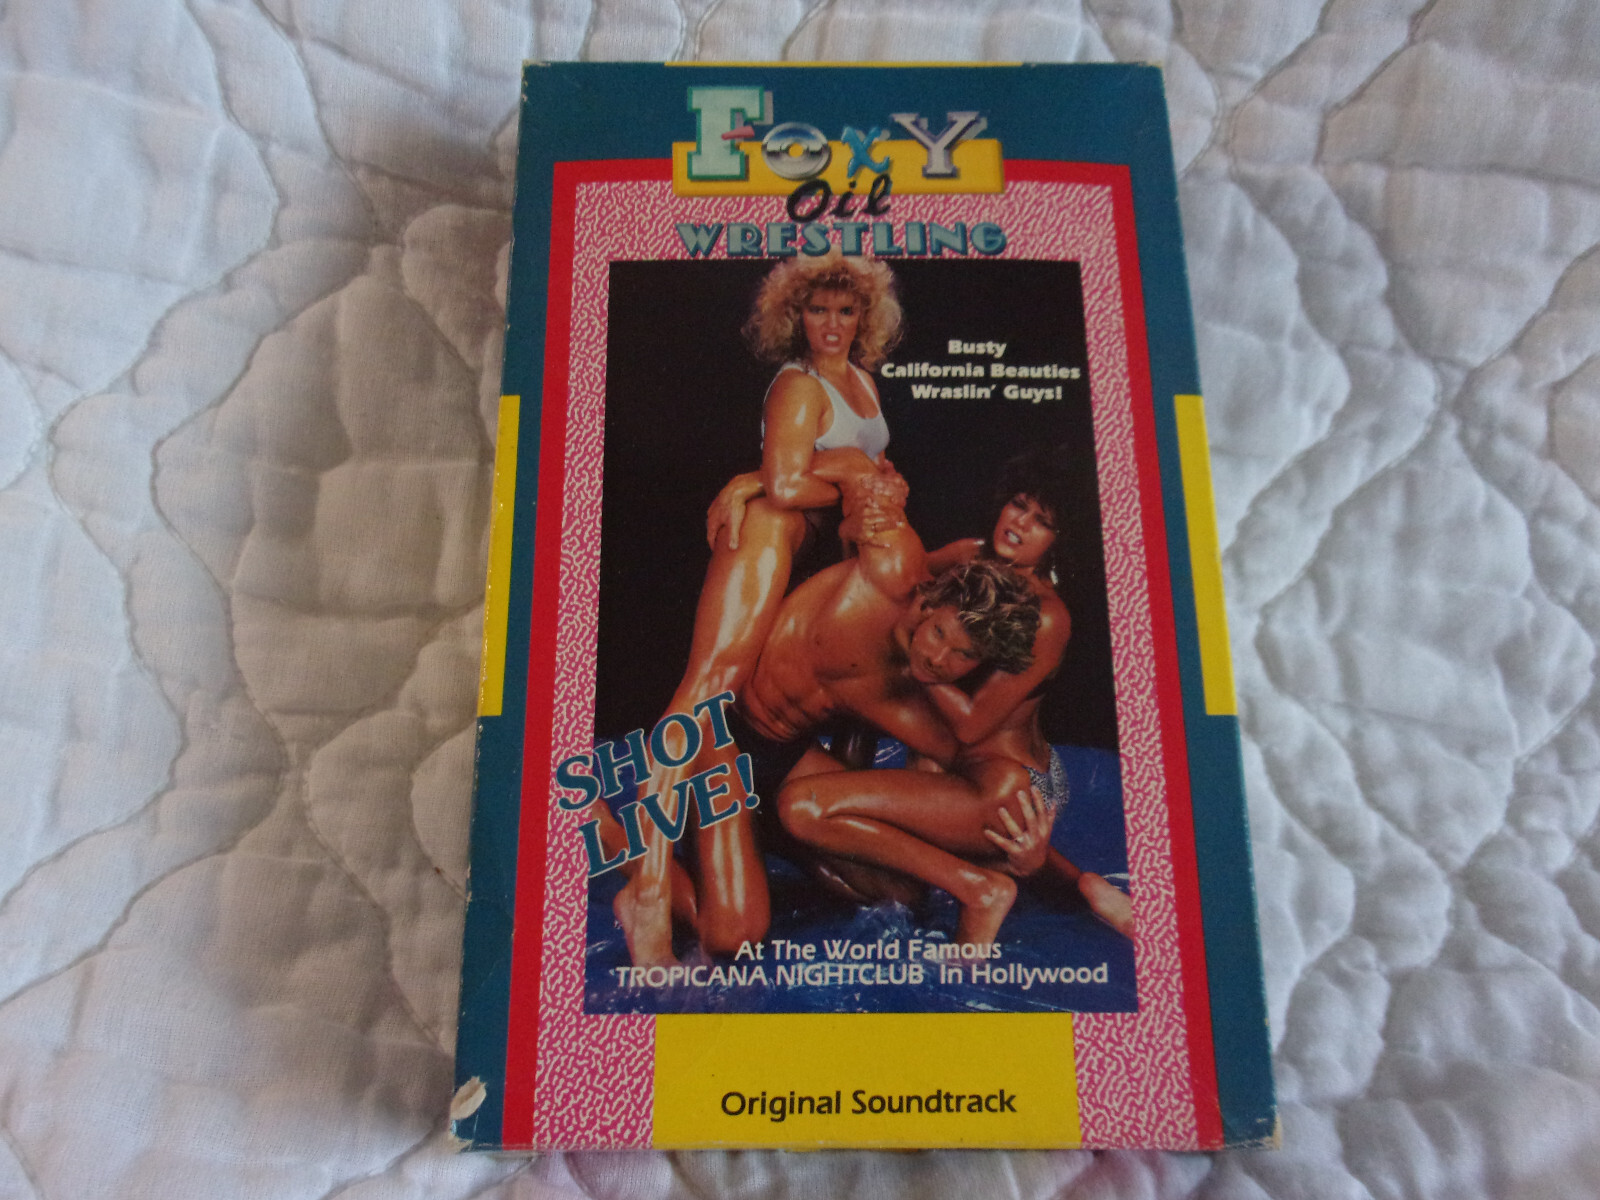 Foxy
Oil
WRESTLING
Busty
California Beauties
Wraslin' Guys!
SHOT
LIVE!
At The World Famous
TROPICANA NIGHTCLUB In Hollywood
Original Soundtrack